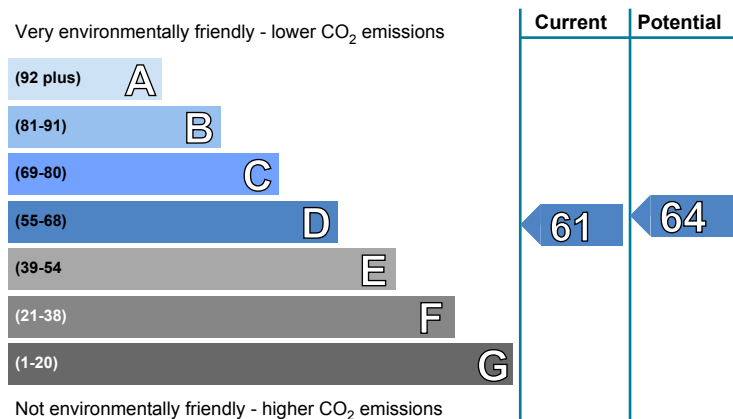 Very environmentally friendly - lower CO₂ emissions
Current
Potential
(92 plus) A
(81-91) B
(69-80) C
(55-68) D
61
64
(39-54 E
(21-38) F
(1-20) G
Not environmentally friendly - higher CO₂ emissions